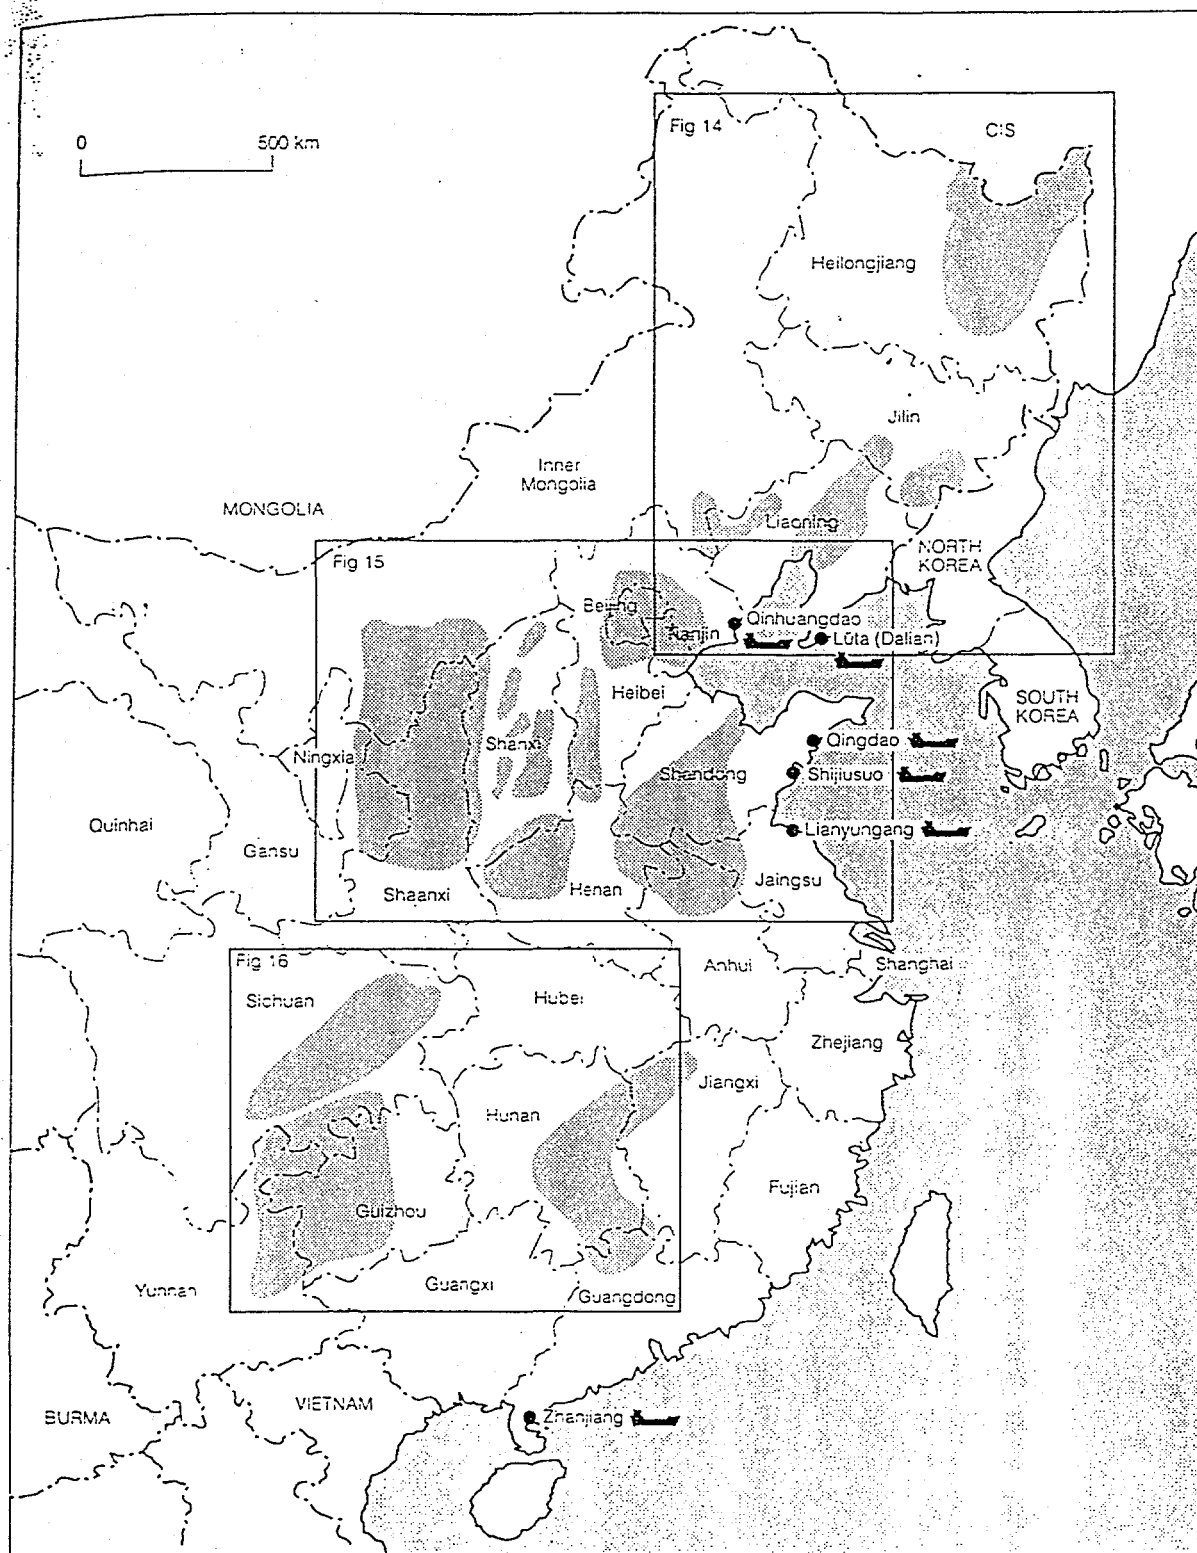 Fig 14
CIS
0 500 km
Heilongjiang
Jilin
Inner
Mongolia
MONGOLIA
Liaoning
NORTH
KOREA
Fig 15
Beijing
Qinhuangdao
Nanjin
Lüta (Dalian)
Heibei
SOUTH
KOREA
Ningxia
Shanxi
Qingdao
Shandong
Shijiusuo
Quinhai
Lianyungang
Gansu
Shaanxi
Henan
Jaingsu
Fig 16
Anhui
Shanghai
Sichuan
Hubei
Zhejiang
Jiangxi
Hunan
Fujian
Guizhou
Yunnan
Guangxi
Guangdong
BURMA
VIETNAM
Zhanjiang